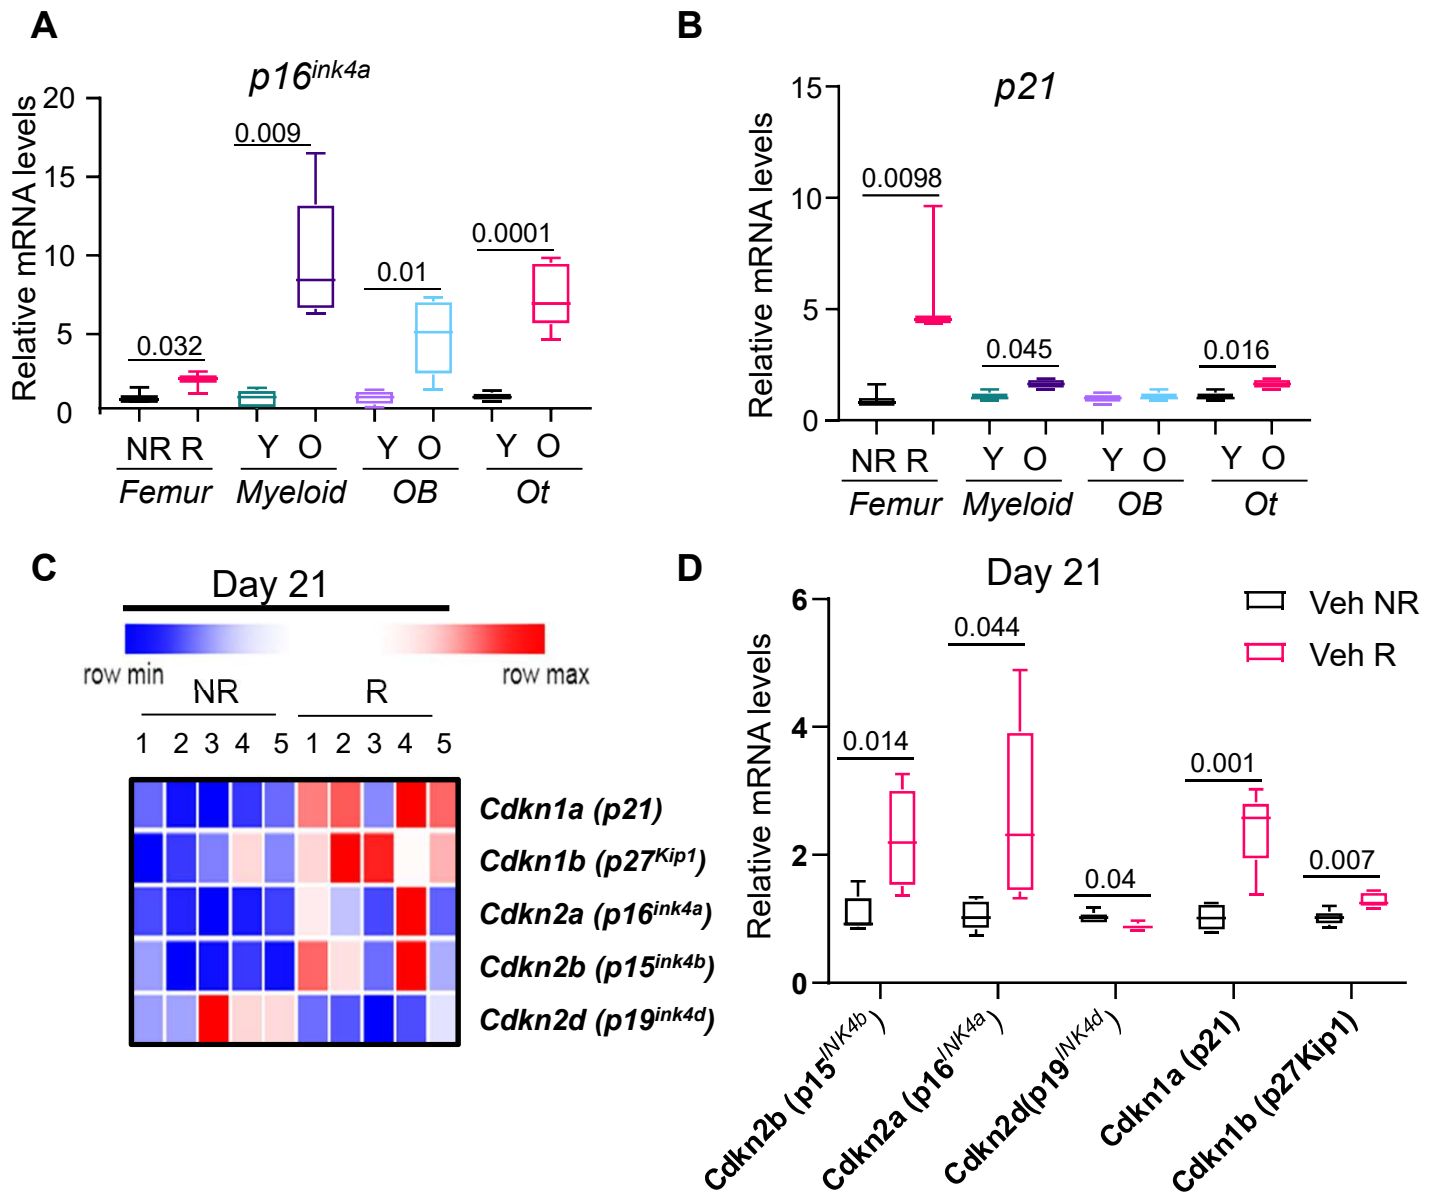 A
p16ink4a
Relative mRNA levels
20
15
10
5
0
0.032
0.009
0.01
0.0001
NR R Y O Y O Y O
Femur Myeloid OB Ot
B
p21
Relative mRNA levels
15
10
5
0
0.0098
0.045
0.016
NR R Y O Y O Y O
Femur Myeloid OB Ot
C
Day 21
row min row max
NR R
1 2 3 4 5 1 2 3 4 5
Cdkn1a (p21)
Cdkn1b (p27Kip1)
Cdkn2a (p16ink4a)
Cdkn2b (p15ink4b)
Cdkn2d (p19ink4d)
D
Day 21
Relative mRNA levels
6
4
2
0
0.014
0.044
0.04
0.001
0.007
Veh NR
Veh R
Cdkn2b (p15INK4b)
Cdkn2a (p16INK4a)
Cdkn2d(p19INK4d)
Cdkn1a (p21)
Cdkn1b (p27Kip1)